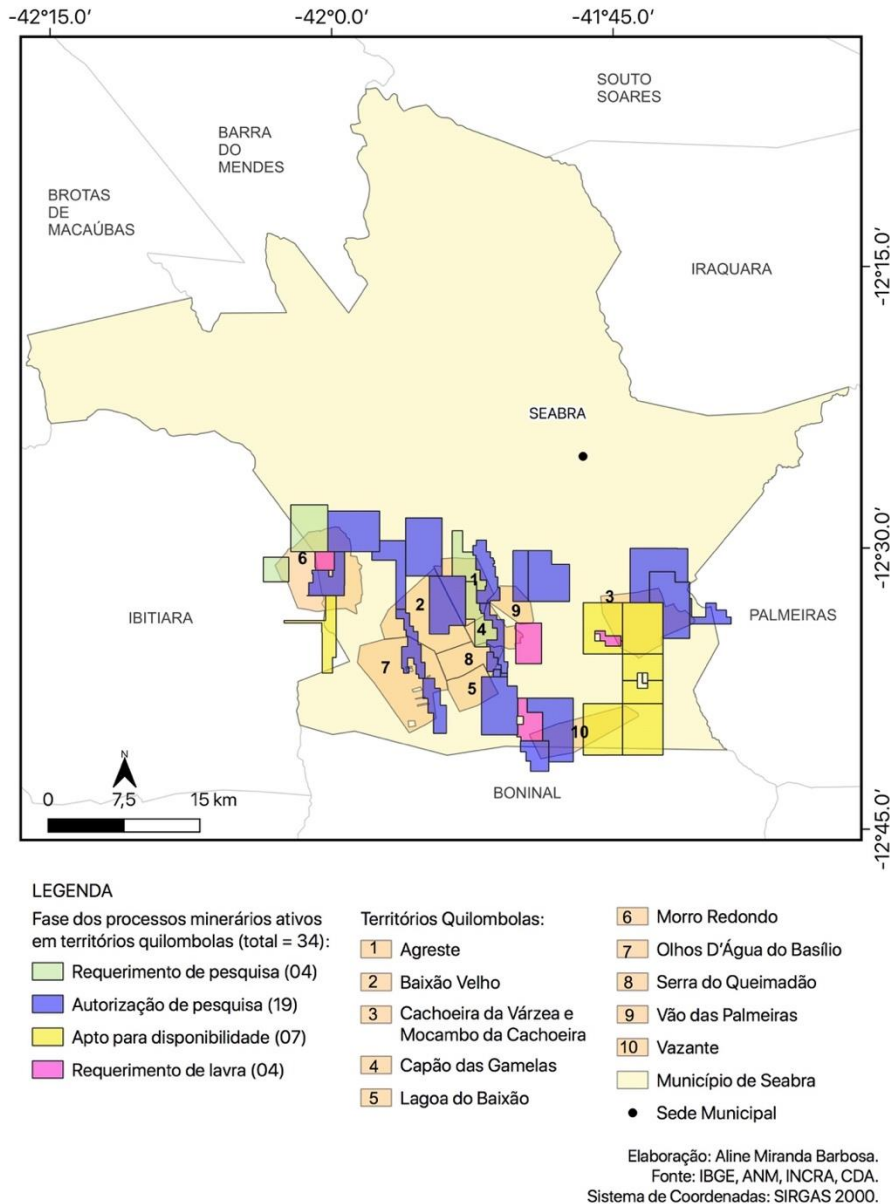 -42°15.0′
-42°0.0′
-41°45.0′
SOUTO
SOARES
BARRA
DO
MENDES
BROTAS
DE
MACAÚBAS
IRAQUARA
-12°15.0′
SEABRA
-12°30.0′
6
1
2
9
3
4
8
7
5
10
IBITIARA
PALMEIRAS
BONINAL
N
0 7,5 15 km
-12°45.0′
LEGENDA
Fase dos processos minerários ativos
em territórios quilombolas (total = 34):
Requerimento de pesquisa (04)
Autorização de pesquisa (19)
Apto para disponibilidade (07)
Requerimento de lavra (04)
Territórios Quilombolas:
1 Agreste
2 Baixão Velho
3 Cachoeira da Várzea e
Mocambo da Cachoeira
4 Capão das Gamelas
5 Lagoa do Baixão
6 Morro Redondo
7 Olhos D'Água do Basílio
8 Serra do Queimadão
9 Vão das Palmeiras
10 Vazante
Município de Seabra
Sede Municipal
Elaboração: Aline Miranda Barbosa.
Fonte: IBGE, ANM, INCRA, CDA.
Sistema de Coordenadas: SIRGAS 2000.